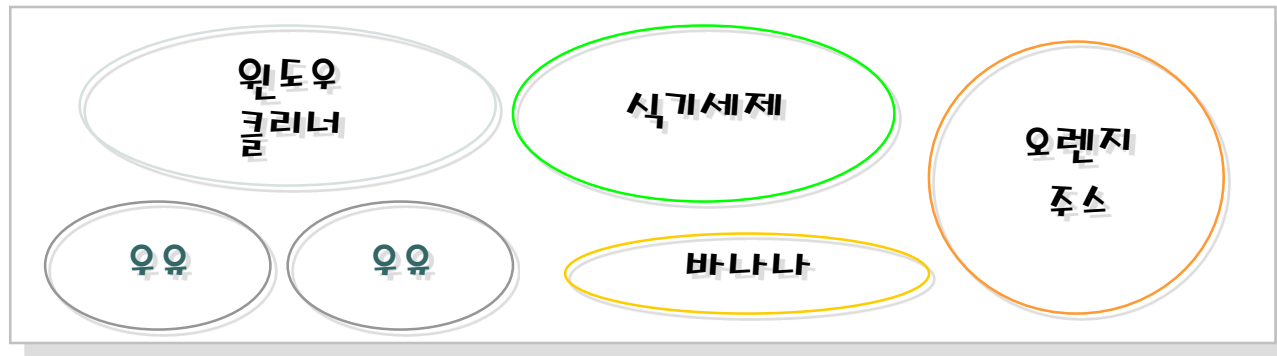 윈도우
클리너
식기세제
오렌지
주스
우유
우유
바나나